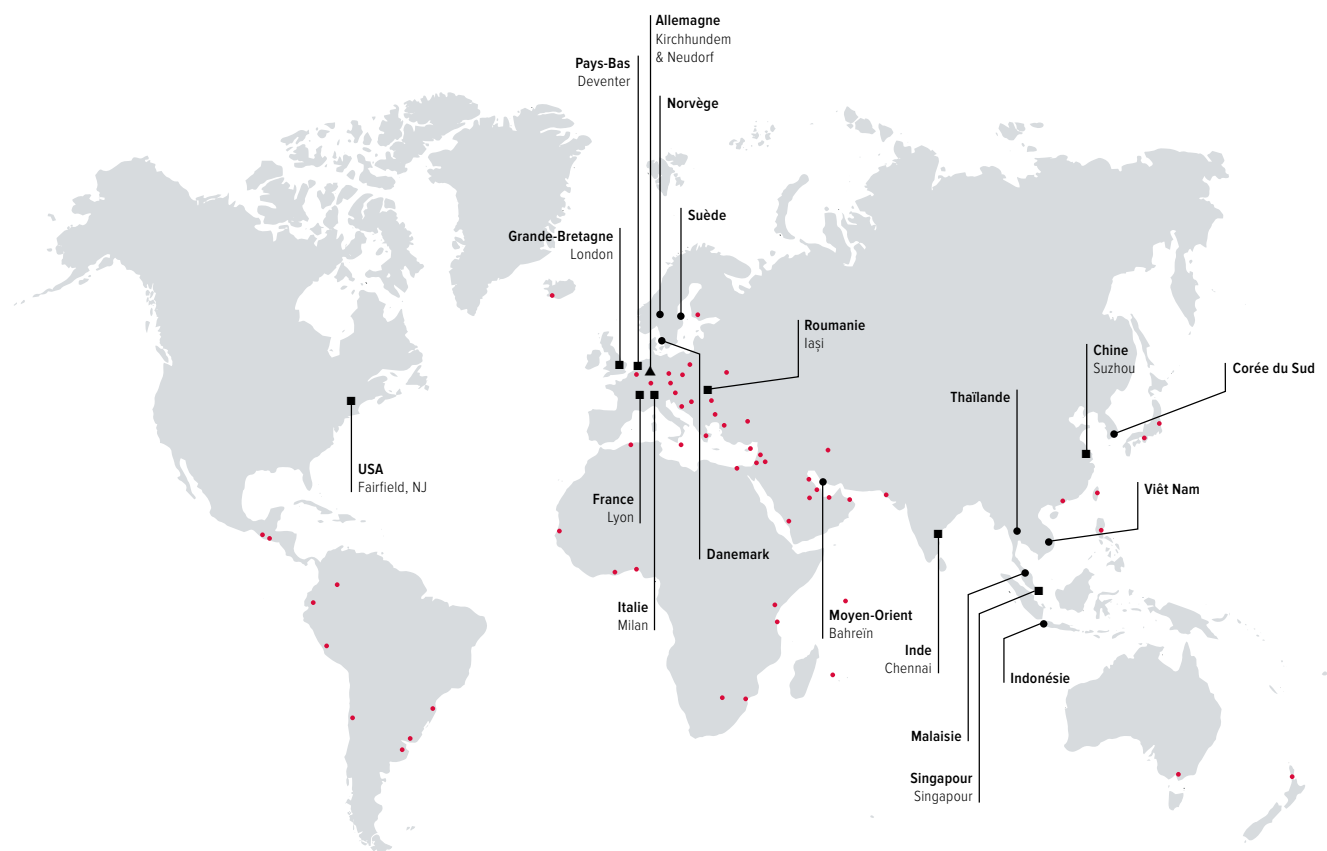 Allemagne
Kirchhundem
& Neudorf
Pays-Bas
Deventer
Norvège
Suède
Grande-Bretagne
London
Roumanie
Iași
Chine
Suzhou
Corée du Sud
Thaïlande
USA
Fairfield, NJ
France
Lyon
Viêt Nam
Danemark
Italie
Milan
Moyen-Orient
Bahreïn
Inde
Chennai
Indonésie
Malaisie
Singapour
Singapour